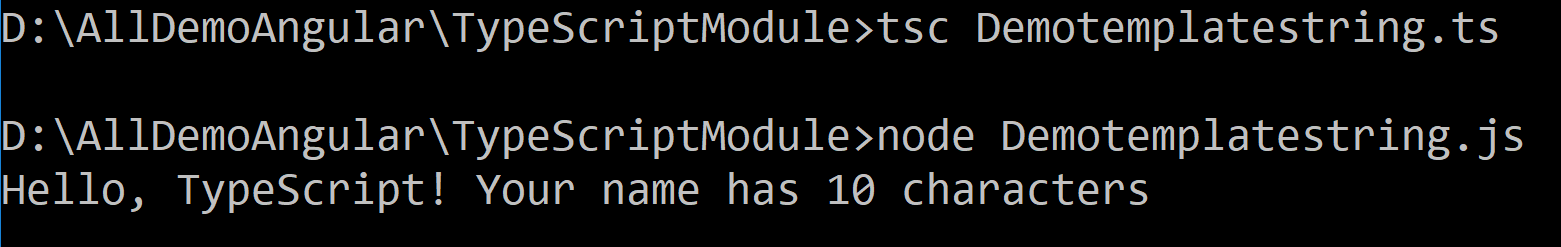 D:\AllDemoAngular\TypeScriptModule>tsc Demotemplatestring.ts
D:\AllDemoAngular\TypeScriptModule>node Demotemplatestring.js
Hello, TypeScript! Your name has 10 characters